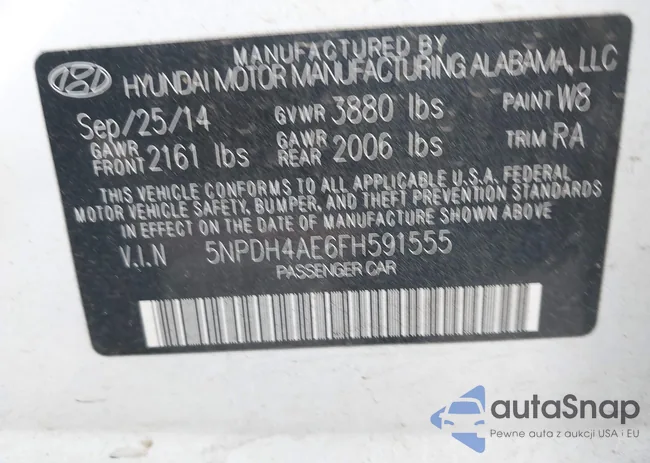 MANUFACTURED BY
HYUNDAI MOTOR MANUFACTURING ALABAMA, LLC
Sep/25/14 GVWR 3880 lbs PAINT W8
GAWR FRONT 2161 lbs GAWR REAR 2006 lbs TRIM RA
THIS VEHICLE CONFORMS TO ALL APPLICABLE U.S.A. FEDERAL
MOTOR VEHICLE SAFETY, BUMPER, AND THEFT PREVENTION STANDARDS
IN EFFECT ON THE DATE OF MANUFACTURE SHOWN ABOVE
V.I.N 5NPDH4AE6FH591555
PASSENGER CAR
autaSnap
Pewne auta z aukcji USA i EU